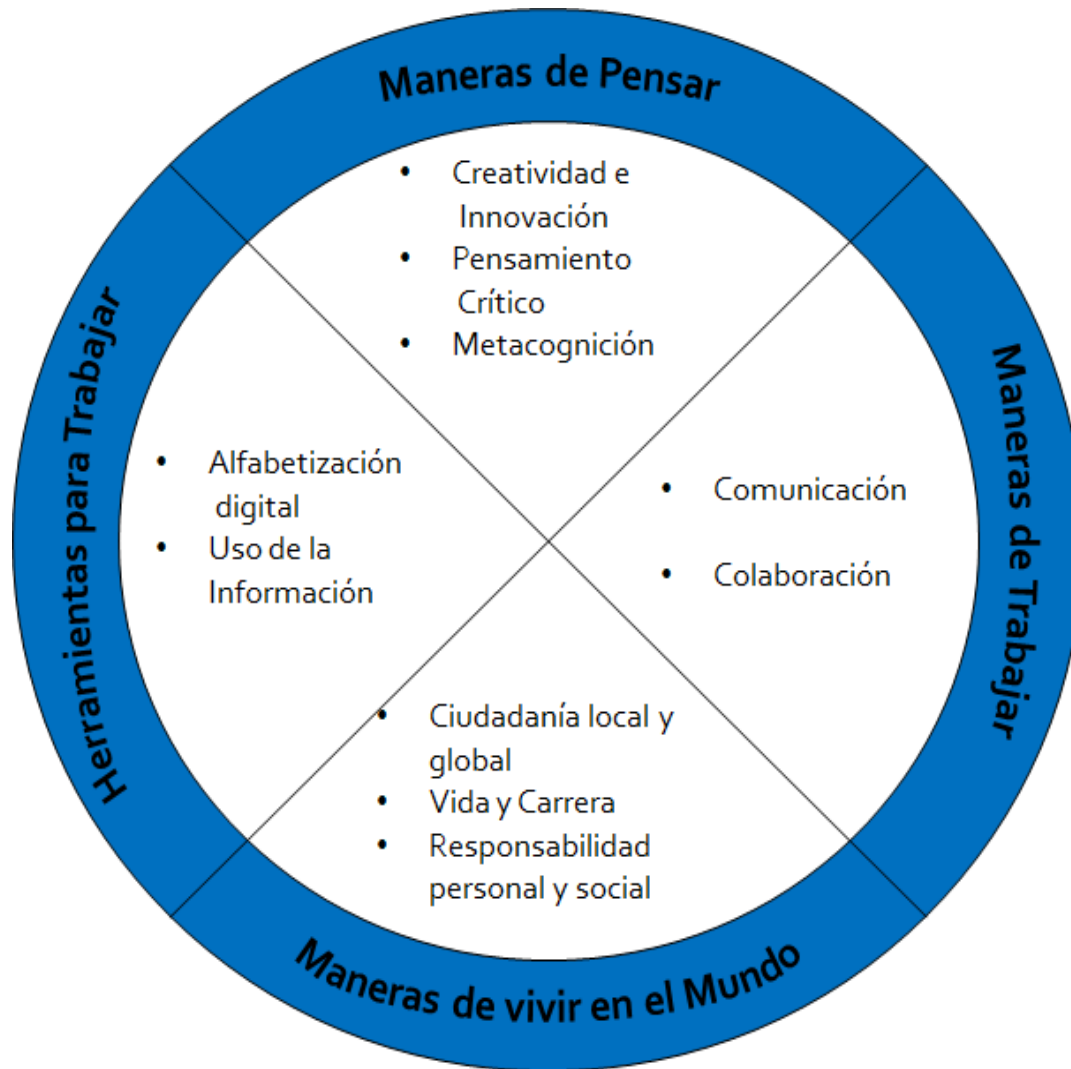 Maneras de Pensar
• Creatividad e
Innovación
• Pensamiento
Crítico
• Metacognición
Herramientas para Trabajar
• Alfabetización
digital
• Uso de la
Información
Maneras de Trabajar
• Comunicación
• Colaboración
• Ciudadanía local y
global
• Vida y Carrera
• Responsabilidad
personal y social
Maneras de vivir en el Mundo